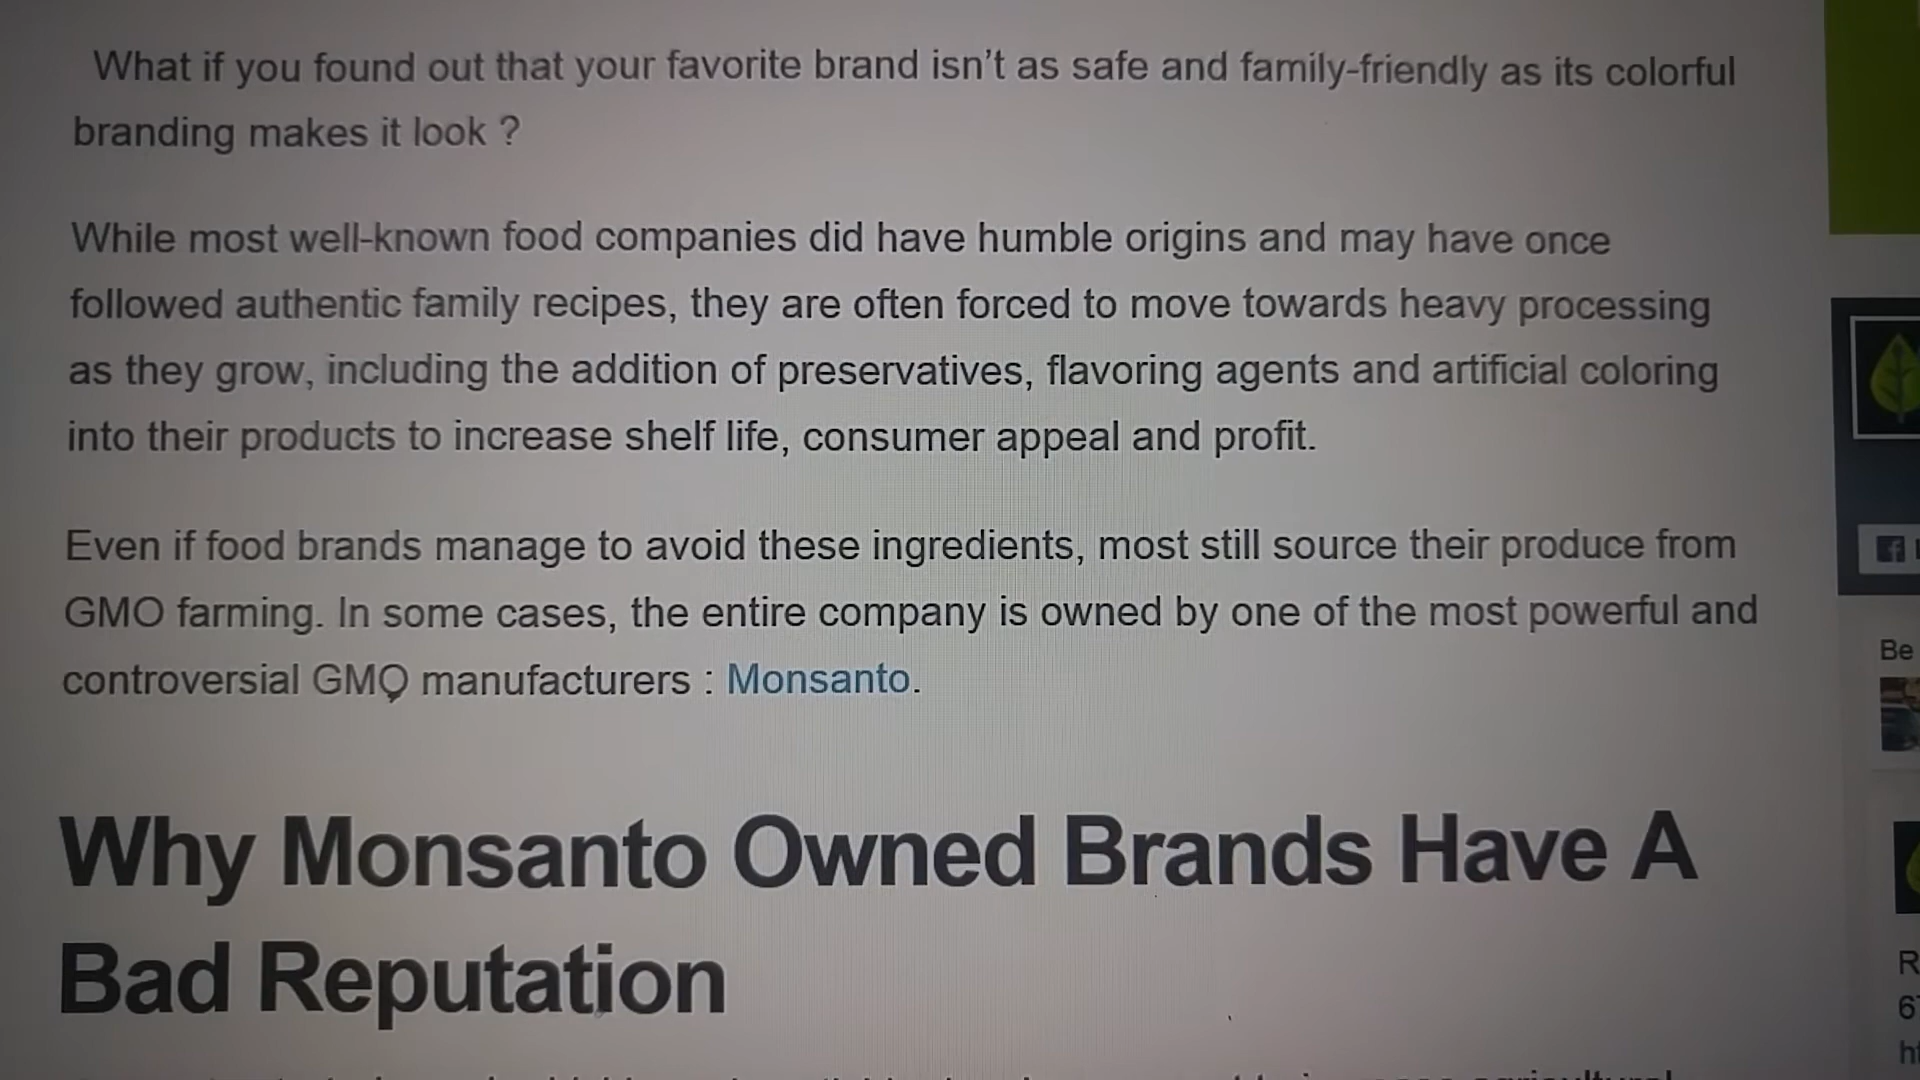 What if you found out that your favorite brand isn't as safe and family-friendly as its colorful
branding makes it look ?
While most well-known food companies did have humble origins and may have once
followed authentic family recipes, they are often forced to move towards heavy processing
as they grow, including the addition of preservatives, flavoring agents and artificial coloring
into their products to increase shelf life, consumer appeal and profit.
Even if food brands manage to avoid these ingredients, most still source their produce from
GMO farming. In some cases, the entire company is owned by one of the most powerful and
controversial GMO manufacturers : Monsanto.
Why Monsanto Owned Brands Have A
Bad Reputation
Be